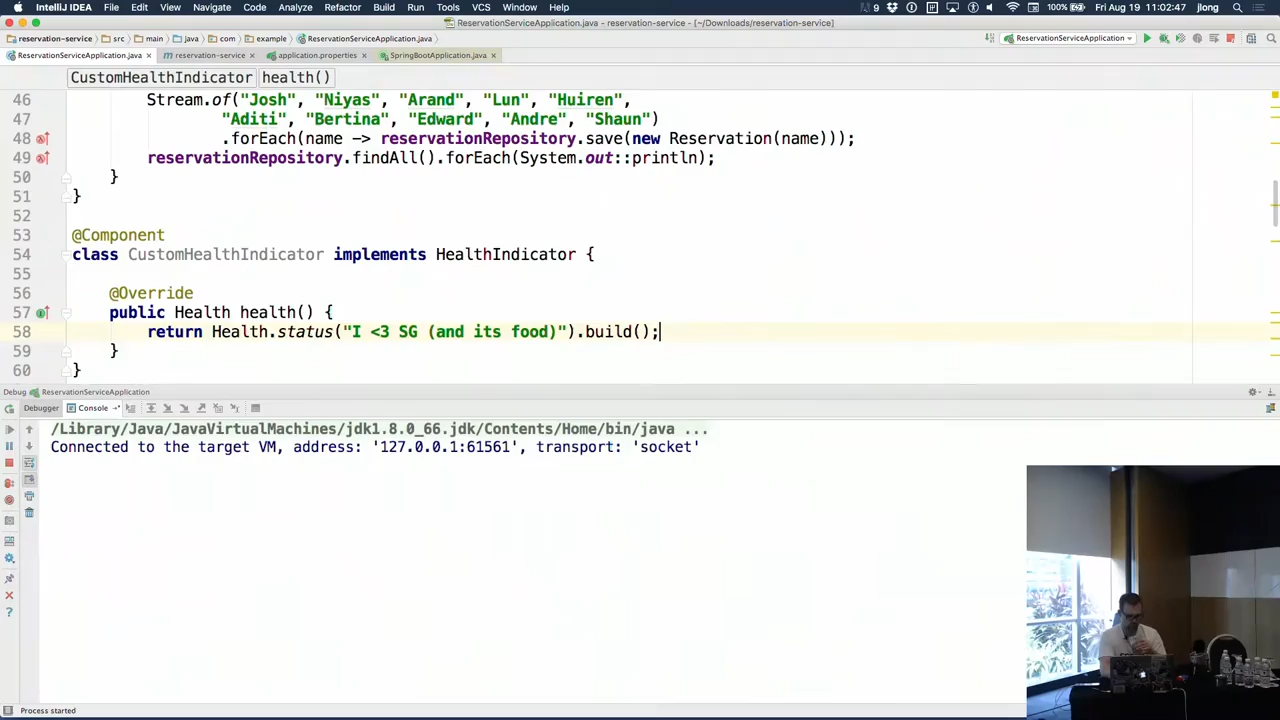 IntelliJ IDEA File Edit View Navigate Code Analyze Refactor Build Run Tools VCS Window Help 9 100% Fri Aug 19 11:02:47 jlong
ReservationServiceApplication.java - reservation-service - [~/Downloads/reservation-service]
reservation-service src main java com example ReservationServiceApplication.java ReservationServiceApplication
ReservationServiceApplication.java reservation-service application.properties SpringBootApplication.java
CustomHealthIndicator health()
46 Stream.of("Josh", "Niyas", "Arand", "Lun", "Huiren",
47 "Aditi", "Bertina", "Edward", "Andre", "Shaun")
48 .forEach(name -> reservationRepository.save(new Reservation(name)));
49 reservationRepository.findAll().forEach(System.out::println);
50 }
51 }
52
53 @Component
54 class CustomHealthIndicator implements HealthIndicator {
55
56 @Override
57 public Health health() {
58 return Health.status("I <3 SG (and its food)").build();
59 }
60 }
Debug ReservationServiceApplication
Debugger Console
/Library/Java/JavaVirtualMachines/jdk1.8.0_66.jdk/Contents/Home/bin/java ...
Connected to the target VM, address: '127.0.0.1:61561', transport: 'socket'
Process started